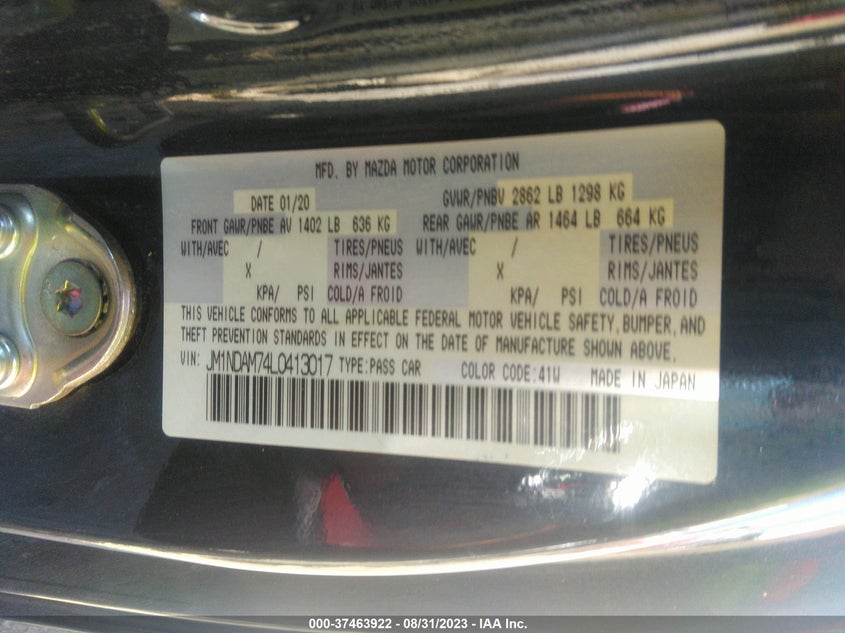 MFD. BY MAZDA MOTOR CORPORATION
DATE 01/20 GVWR/PNBV 2862 LB 1298 KG
FRONT GAWR/PNBE AV 1402 LB 636 KG REAR GAWR/PNBE AR 1464 LB 664 KG
WITH/AVEC / TIRES/PNEUS WITH/AVEC / TIRES/PNEUS
X RIMS/JANTES X RIMS/JANTES
KPA/ PSI COLD/A FROID KPA/ PSI COLD/A FROID
THIS VEHICLE CONFORMS TO ALL APPLICABLE FEDERAL MOTOR VEHICLE SAFETY, BUMPER, AND
THEFT PREVENTION STANDARDS IN EFFECT ON THE DATE OF MANUFACTURE SHOWN ABOVE.
VIN: JM1NDAM74L0413017 TYPE: PASS CAR COLOR CODE: 41W MADE IN JAPAN
000-37463922 - 08/31/2023 - IAA Inc.